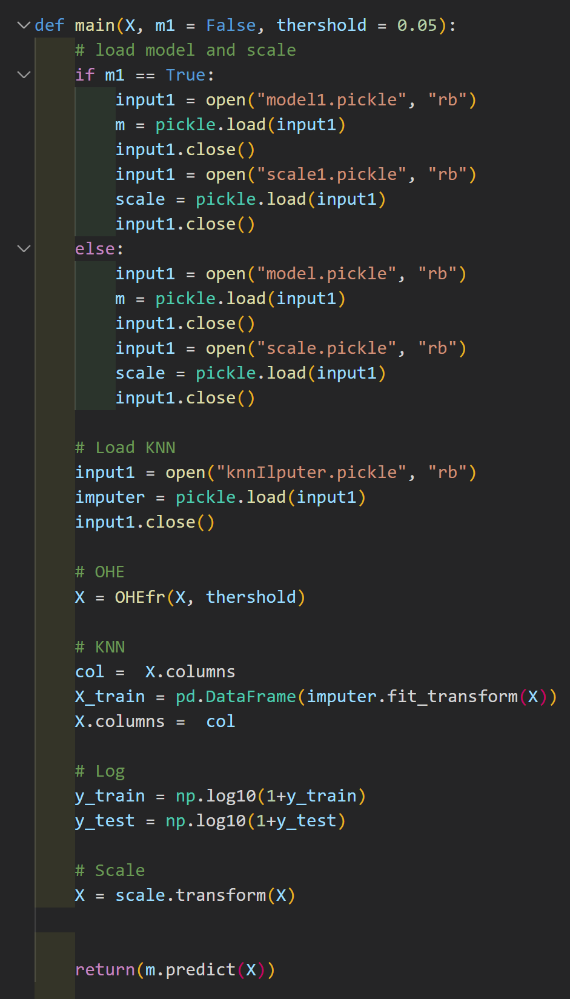 def main(X, m1 = False, thershold = 0.05):
    # load model and scale
    if m1 == True:
        input1 = open("model1.pickle", "rb")
        m = pickle.load(input1)
        input1.close()
        input1 = open("scale1.pickle", "rb")
        scale = pickle.load(input1)
        input1.close()
    else:
        input1 = open("model.pickle", "rb")
        m = pickle.load(input1)
        input1.close()
        input1 = open("scale.pickle", "rb")
        scale = pickle.load(input1)
        input1.close()

    # Load KNN
    input1 = open("knnIlputer.pickle", "rb")
    imputer = pickle.load(input1)
    input1.close()

    # OHE
    X = OHEfr(X, thershold)

    # KNN
    col =  X.columns
    X_train = pd.DataFrame(imputer.fit_transform(X))
    X.columns =  col

    # Log
    y_train = np.log10(1+y_train)
    y_test = np.log10(1+y_test)

    # Scale
    X = scale.transform(X)


    return(m.predict(X))